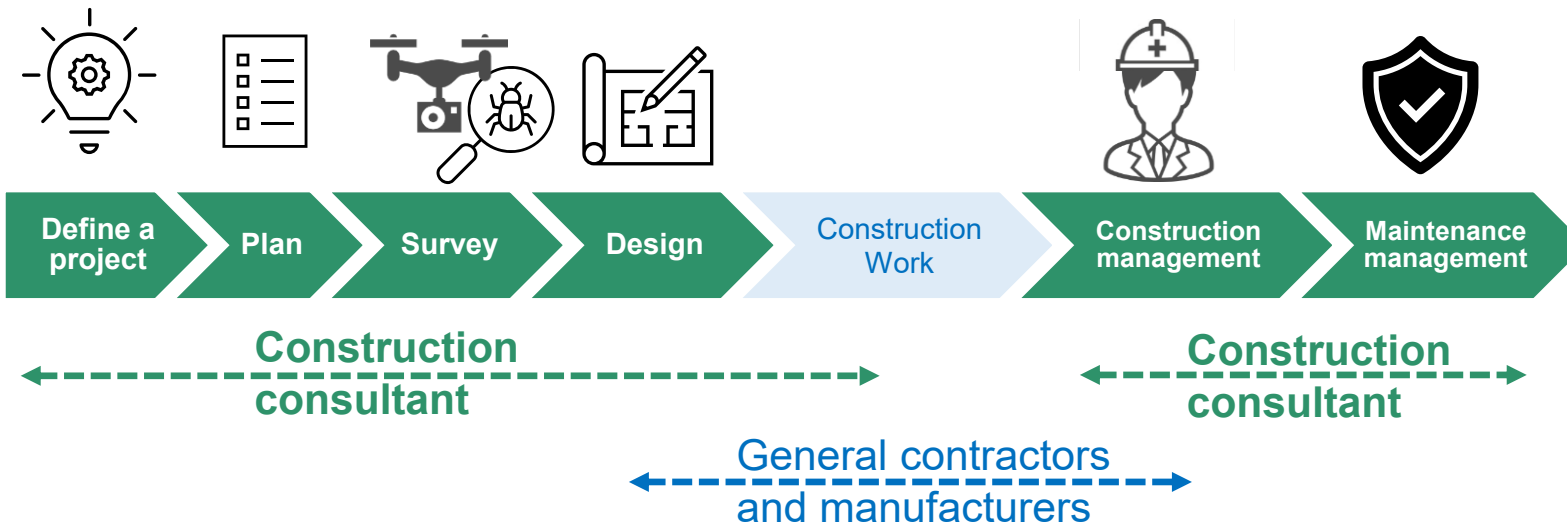 Define a
project
Plan
Survey
Design
Construction
Work
Construction
management
Maintenance
management
Construction
consultant
Construction
consultant
General contractors
and manufacturers